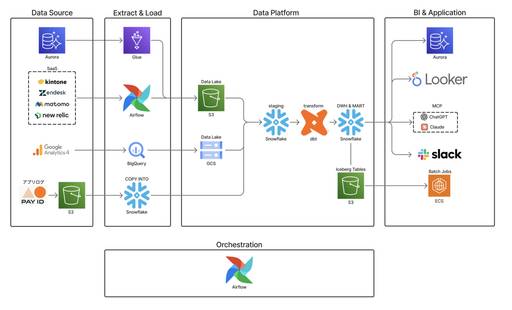 Data Source
Extract & Load
Data Platform
BI & Application
Aurora
SaaS
kintone
zendesk
matomo
new relic
Google
Analytics 4
アプリログ
PAY ID
S3
Glue
Airflow
BigQuery
COPY INTO
Snowflake
Data Lake
S3
Data Lake
GCS
staging
Snowflake
transform
dbt
DWH & MART
Snowflake
Iceberg Tables
S3
Aurora
Looker
MCP
ChatGPT
Claude
slack
Batch Jobs
ECS
Orchestration
Airflow